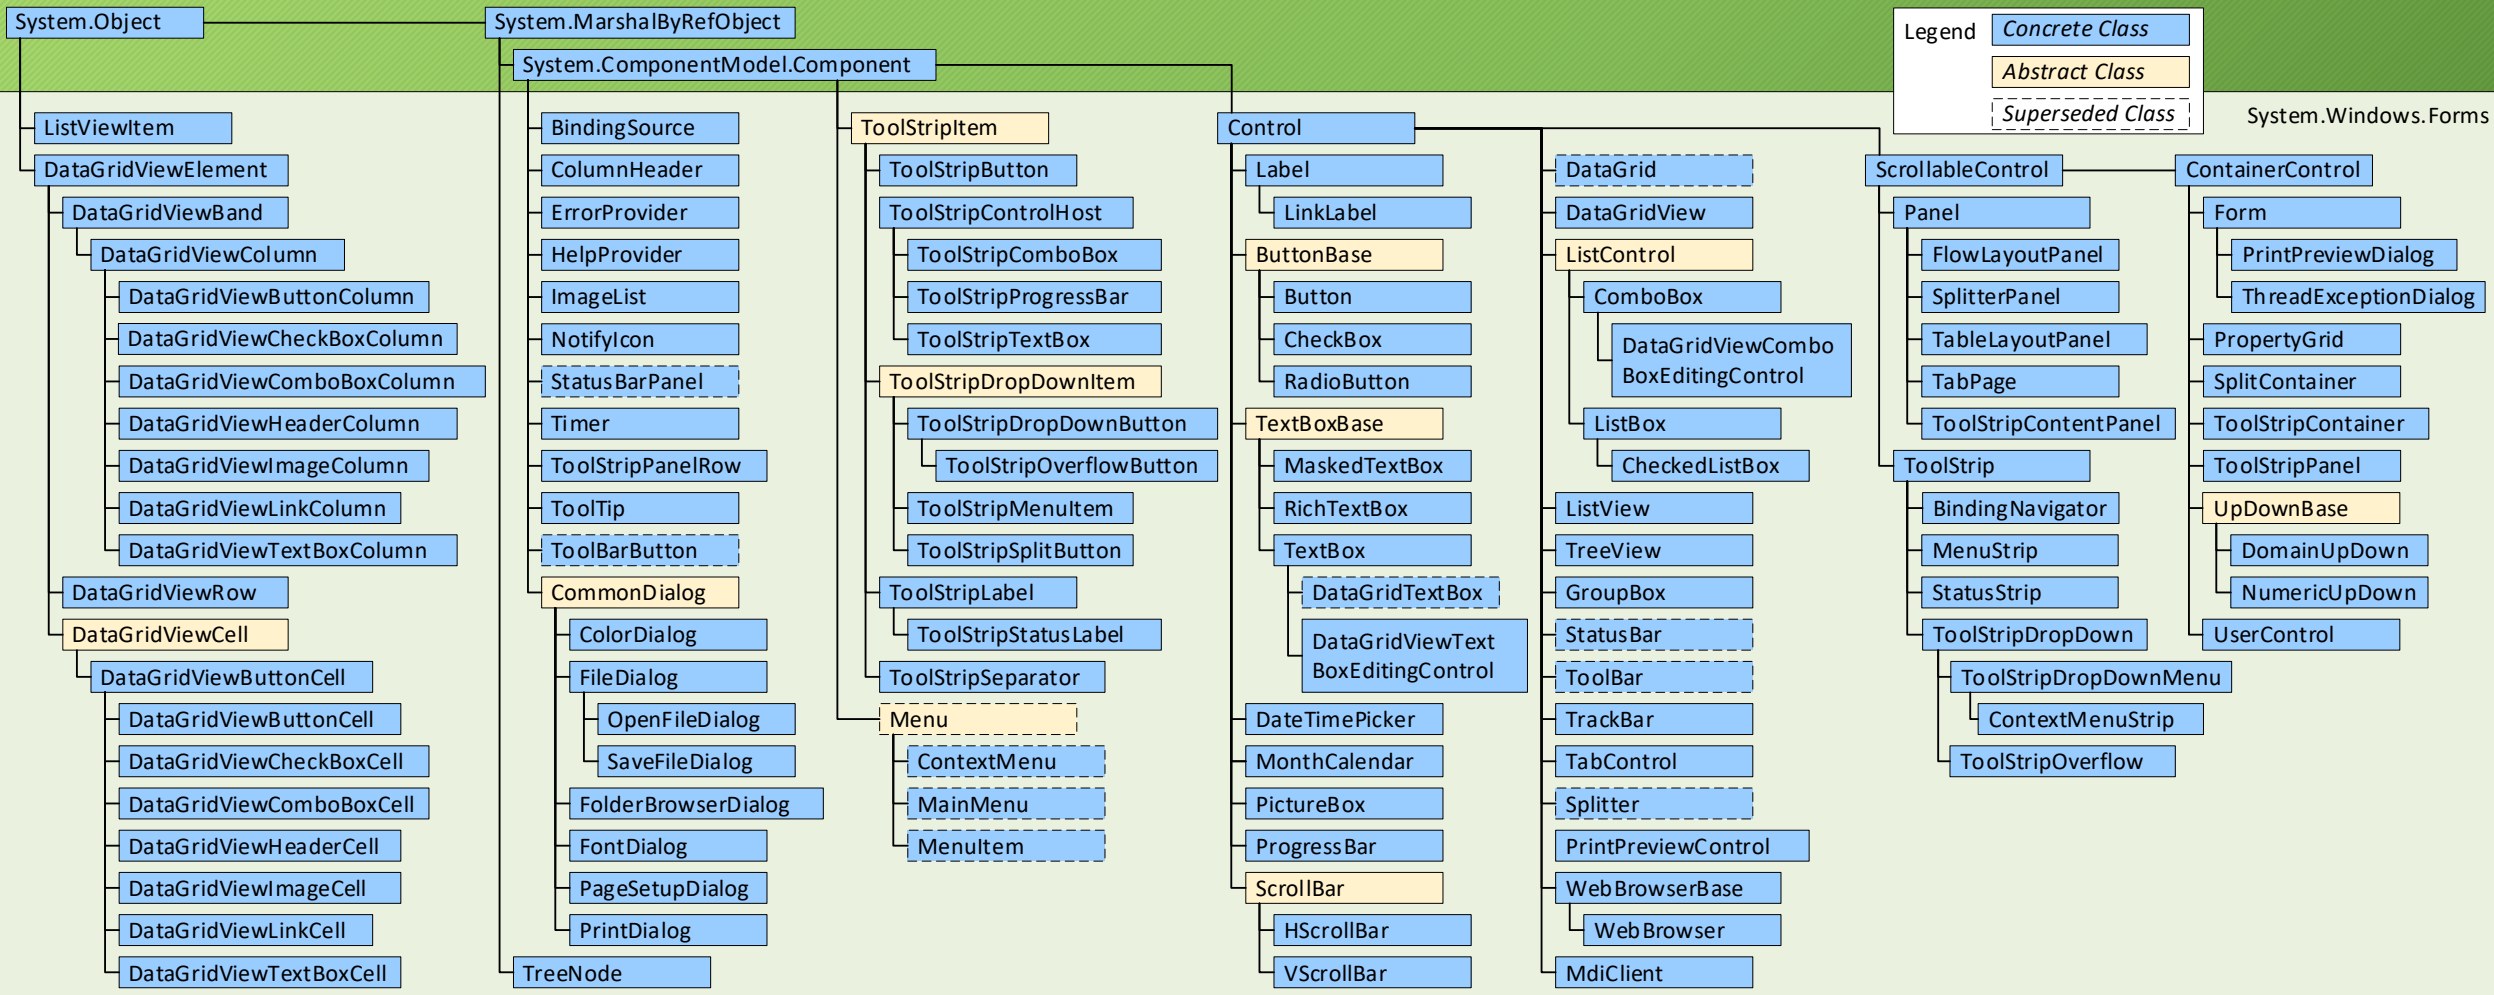 System.Object
System.MarshalByRefObject
System.ComponentModel.Component
Legend
Concrete Class
Abstract Class
Superseded Class
System.Windows.Forms
ListViewItem
DataGridViewElement
DataGridViewBand
DataGridViewColumn
DataGridViewButtonColumn
DataGridViewCheckBoxColumn
DataGridViewComboBoxColumn
DataGridViewHeaderColumn
DataGridViewImageColumn
DataGridViewLinkColumn
DataGridViewTextBoxColumn
DataGridViewRow
DataGridViewCell
DataGridViewButtonCell
DataGridViewButtonCell
DataGridViewCheckBoxCell
DataGridViewComboBoxCell
DataGridViewHeaderCell
DataGridViewImageCell
DataGridViewLinkCell
DataGridViewTextBoxCell
BindingSource
ColumnHeader
ErrorProvider
HelpProvider
ImageList
NotifyIcon
StatusBarPanel
Timer
ToolStripPanelRow
ToolTip
ToolBarButton
CommonDialog
ColorDialog
FileDialog
OpenFileDialog
SaveFileDialog
FolderBrowserDialog
FontDialog
PageSetupDialog
PrintDialog
TreeNode
ToolStripItem
ToolStripButton
ToolStripControlHost
ToolStripComboBox
ToolStripProgressBar
ToolStripTextBox
ToolStripDropDownItem
ToolStripDropDownButton
ToolStripOverflowButton
ToolStripMenuItem
ToolStripSplitButton
ToolStripLabel
ToolStripStatusLabel
ToolStripSeparator
Menu
ContextMenu
MainMenu
MenuItem
Control
Label
LinkLabel
ButtonBase
Button
CheckBox
RadioButton
TextBoxBase
MaskedTextBox
RichTextBox
TextBox
DataGridTextBox
DataGridViewText
BoxEditingControl
DateTimePicker
MonthCalendar
PictureBox
ProgressBar
ScrollBar
HScrollBar
VScrollBar
DataGrid
DataGridView
ListControl
ComboBox
DataGridViewCombo
BoxEditingControl
ListBox
CheckedListBox
ListView
TreeView
GroupBox
StatusBar
ToolBar
TrackBar
TabControl
Splitter
PrintPreviewControl
WebBrowserBase
WebBrowser
MdiClient
ScrollableControl
Panel
FlowLayoutPanel
SplitterPanel
TableLayoutPanel
TabPage
ToolStripContentPanel
ToolStrip
BindingNavigator
MenuStrip
StatusStrip
ToolStripDropDown
ToolStripDropDownMenu
ContextMenuStrip
ToolStripOverflow
ContainerControl
Form
PrintPreviewDialog
ThreadExceptionDialog
PropertyGrid
SplitContainer
ToolStripContainer
ToolStripPanel
UpDownBase
DomainUpDown
NumericUpDown
UserControl